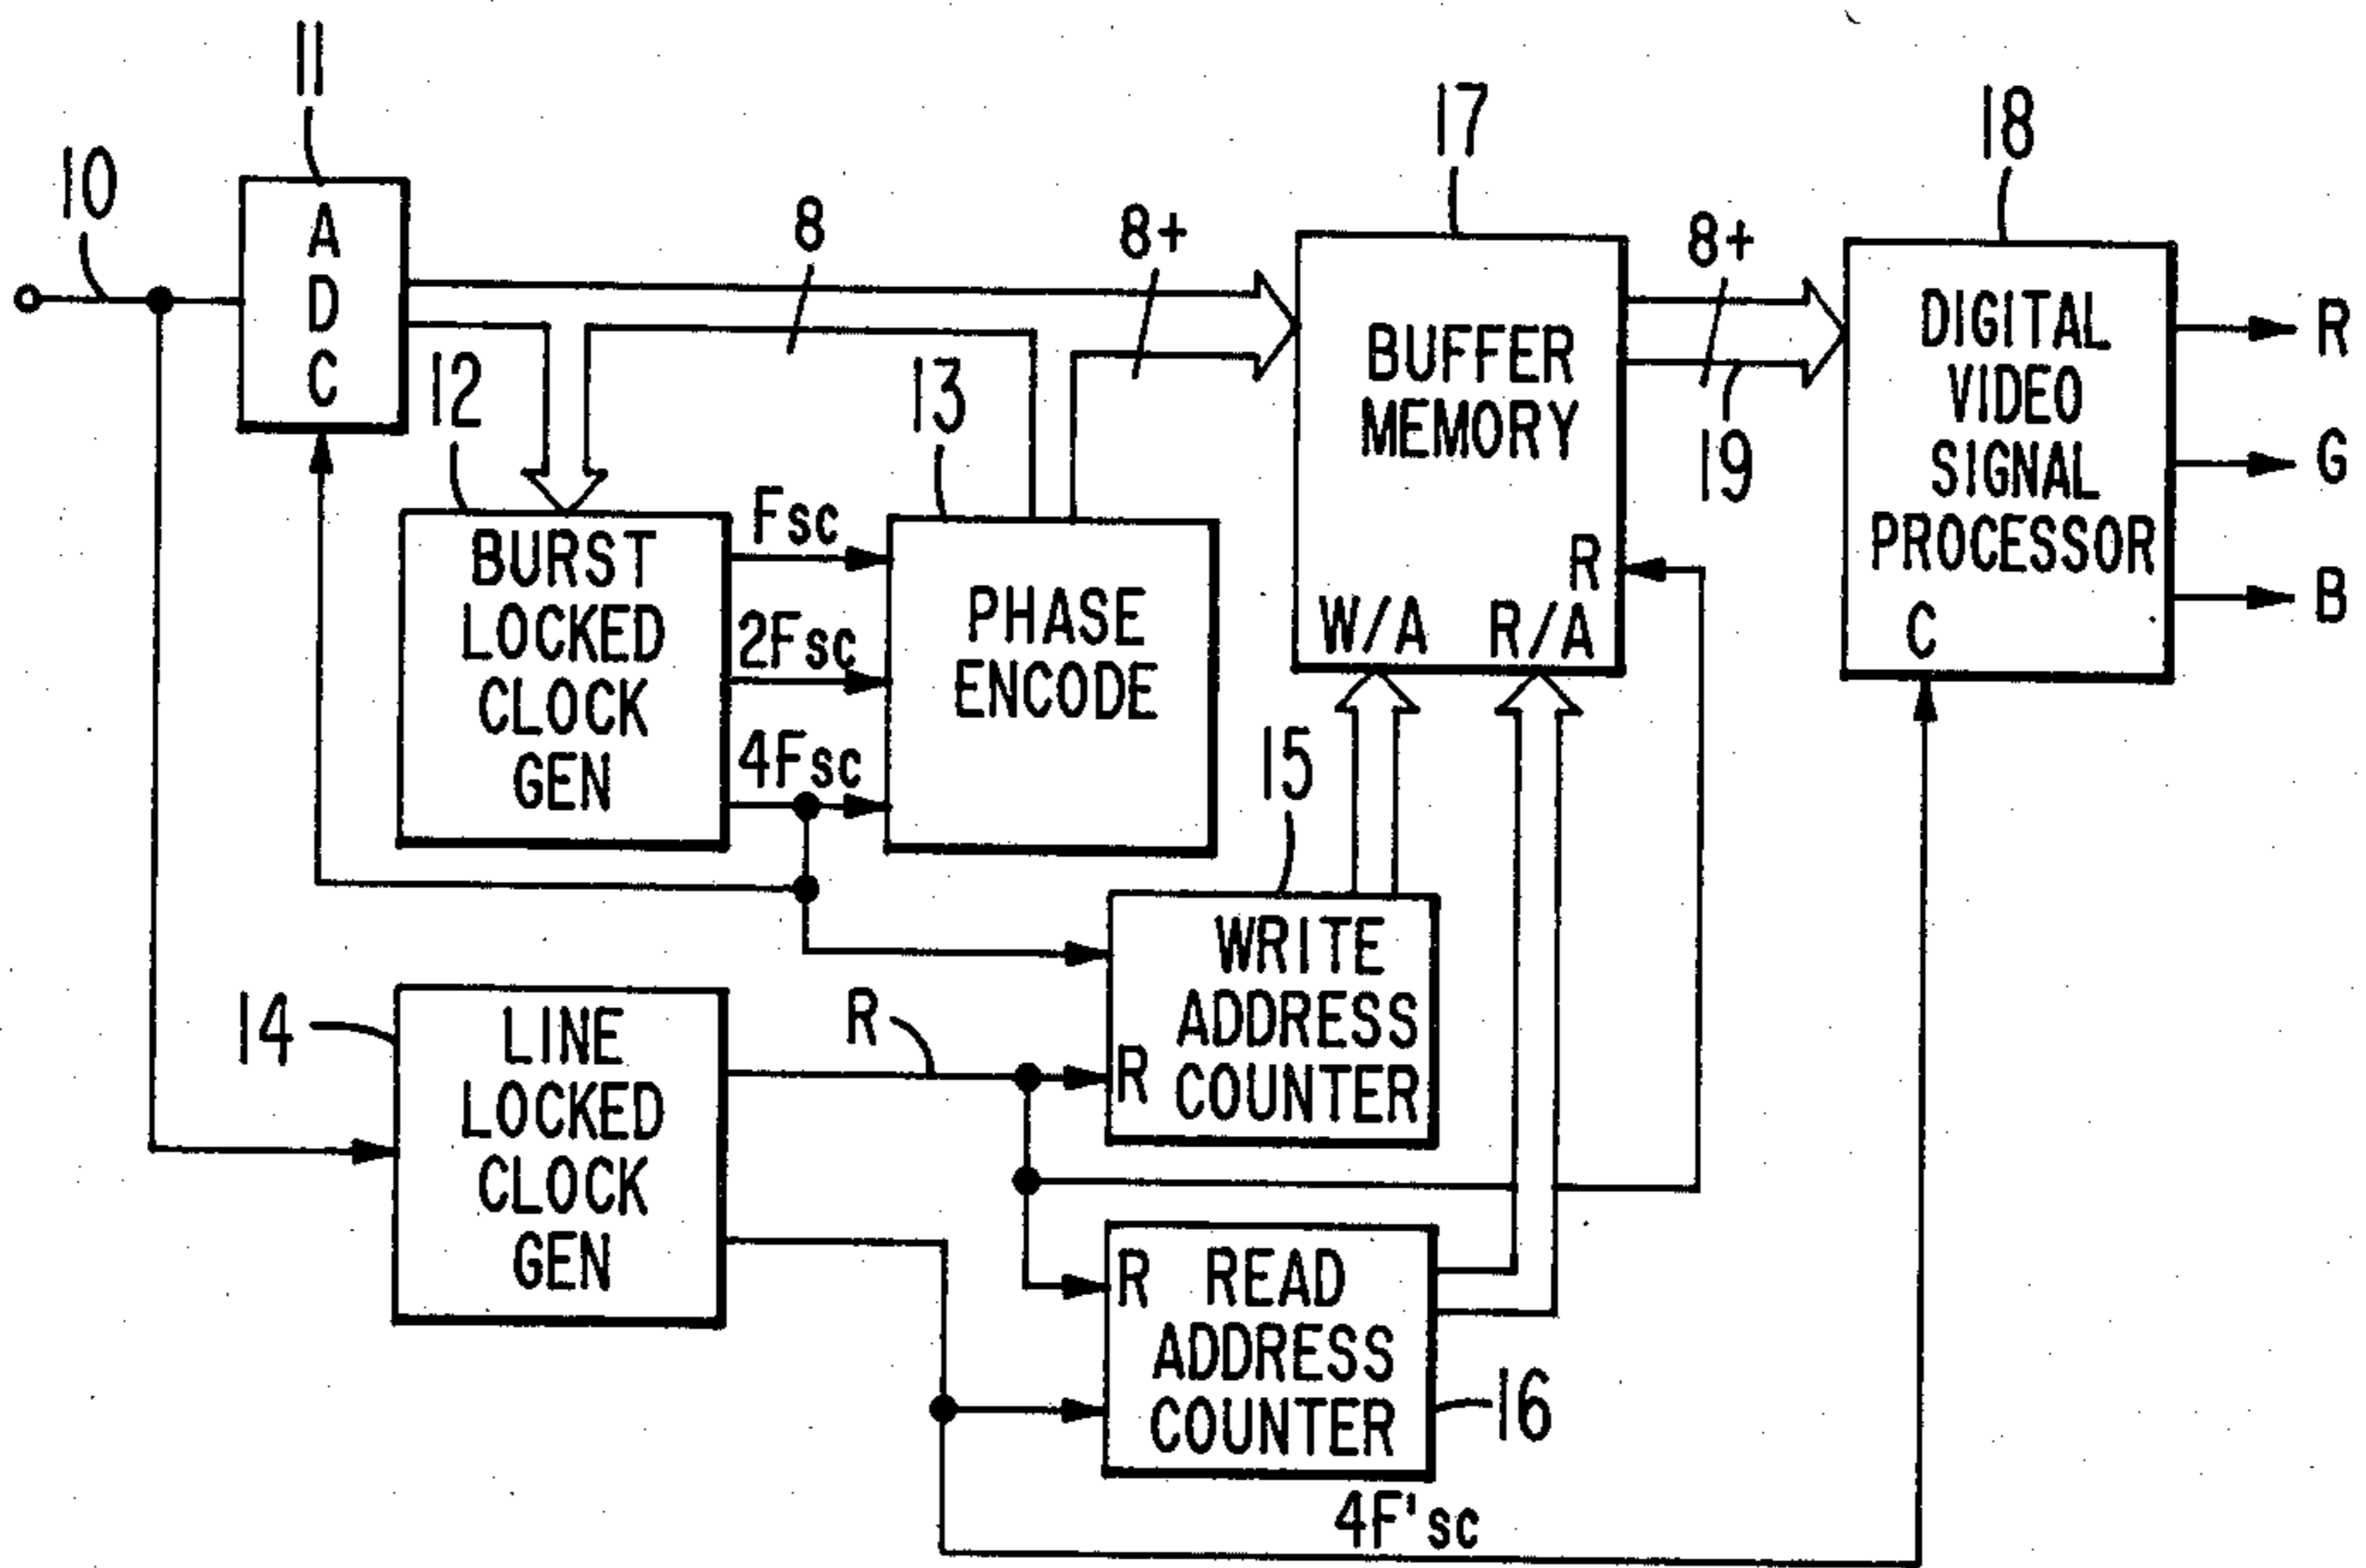 11
10
A
D
C
8
8+
17
8+
18
12
13
BURST
LOCKED
CLOCK
GEN
Fsc
2Fsc
4Fsc
PHASE
ENCODE
BUFFER
MEMORY
R
W/A R/A
19
DIGITAL
VIDEO
SIGNAL
PROCESSOR
C
R
G
B
15
WRITE
ADDRESS
COUNTER
R
14
LINE
LOCKED
CLOCK
GEN
R
R READ
ADDRESS
COUNTER
16
4F'sc